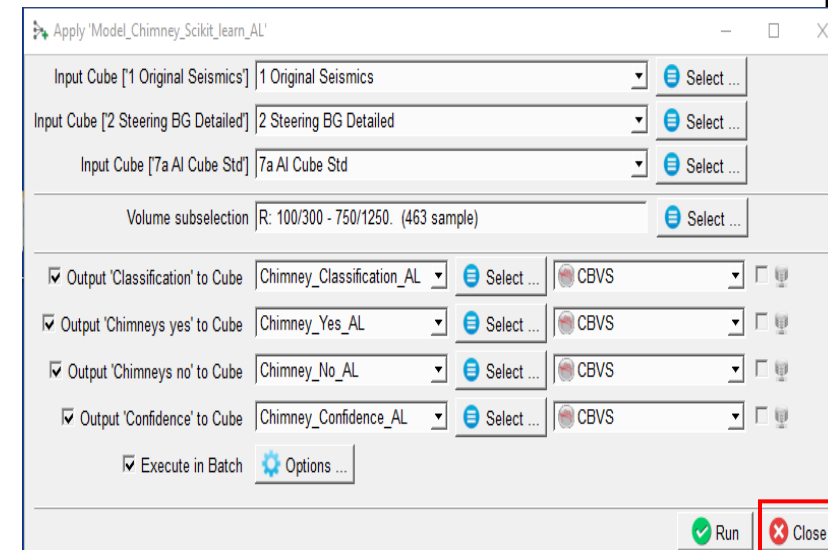 Apply 'Model_Chimney_Scikit_learn_AL'
Input Cube ['1 Original Seismics'] 1 Original Seismics Select ...
Input Cube ['2 Steering BG Detailed'] 2 Steering BG Detailed Select ...
Input Cube ['7a AI Cube Std'] 7a AI Cube Std Select ...
Volume subselection R: 100/300 - 750/1250. (463 sample) Select ...
Output 'Classification' to Cube Chimney_Classification_AL Select ... CBVS
Output 'Chimneys yes' to Cube Chimney_Yes_AL Select ... CBVS
Output 'Chimneys no' to Cube Chimney_No_AL Select ... CBVS
Output 'Confidence' to Cube Chimney_Confidence_AL Select ... CBVS
Execute in Batch Options ...
Run Close